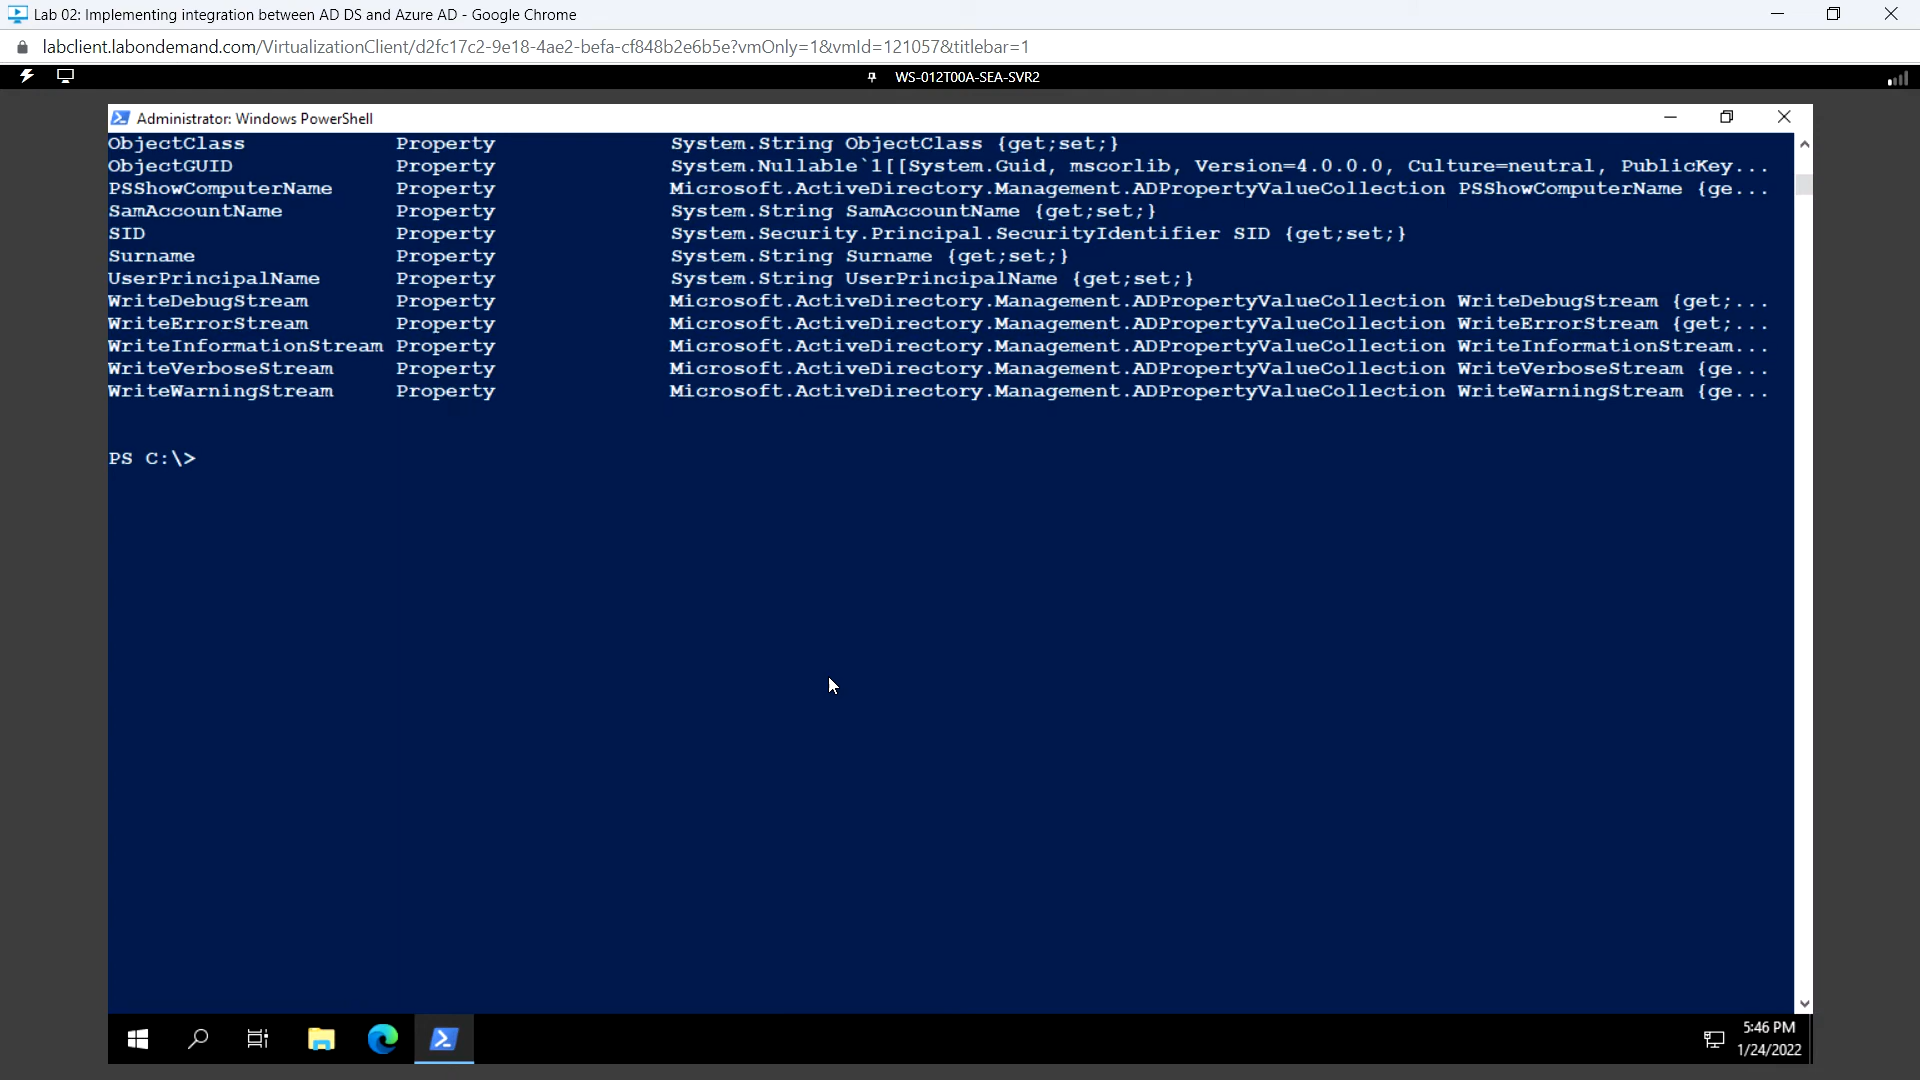 Lab 02: Implementing integration between AD DS and Azure AD - Google Chrome
labclient.labondemand.com/VirtualizationClient/d2fc17c2-9e18-4ae2-befa-cf848b2e6b5e?vmOnly=1&vmId=121057&titlebar=1
WS-012T00A-SEA-SVR2
Administrator: Windows PowerShell
ObjectClass Property System.String ObjectClass {get;set;}
ObjectGUID Property System.Nullable`1[[System.Guid, mscorlib, Version=4.0.0.0, Culture=neutral, PublicKey...
PSShowComputerName Property Microsoft.ActiveDirectory.Management.ADPropertyValueCollection PSShowComputerName {ge...
SamAccountName Property System.String SamAccountName {get;set;}
SID Property System.Security.Principal.SecurityIdentifier SID {get;set;}
Surname Property System.String Surname {get;set;}
UserPrincipalName Property System.String UserPrincipalName {get;set;}
WriteDebugStream Property Microsoft.ActiveDirectory.Management.ADPropertyValueCollection WriteDebugStream {get;...
WriteErrorStream Property Microsoft.ActiveDirectory.Management.ADPropertyValueCollection WriteErrorStream {get;...
WriteInformationStream Property Microsoft.ActiveDirectory.Management.ADPropertyValueCollection WriteInformationStream...
WriteVerboseStream Property Microsoft.ActiveDirectory.Management.ADPropertyValueCollection WriteVerboseStream {ge...
WriteWarningStream Property Microsoft.ActiveDirectory.Management.ADPropertyValueCollection WriteWarningStream {ge...
PS C:\>
5:46 PM
1/24/2022